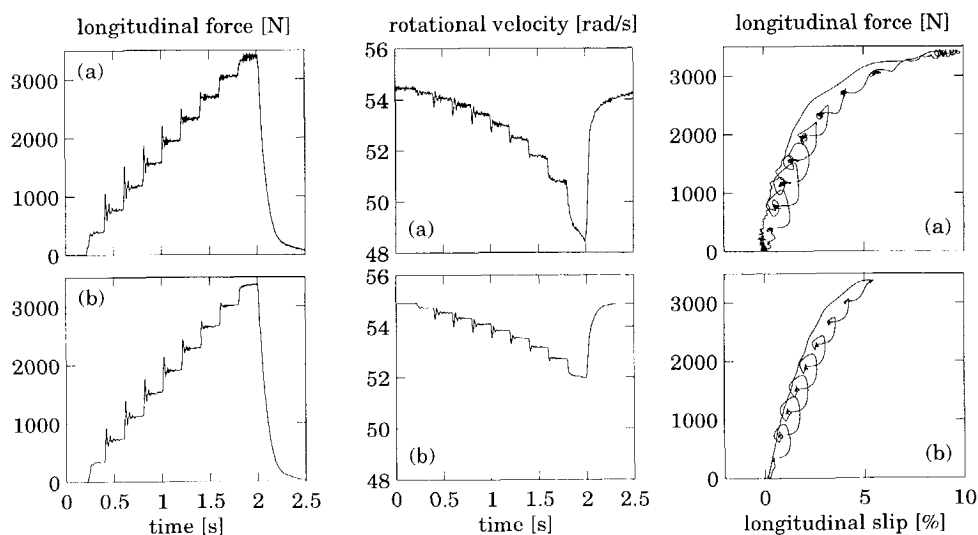 longitudinal force [N]
(a)
3000
2000
1000
0
(b)
3000
2000
1000
0
0 0.5 1 1.5 2 2.5
time [s]
rotational velocity [rad/s]
56
54
52
50
48
(a)
56
54
52
50
48
(b)
0 0.5 1 1.5 2 2.5
time [s]
longitudinal force [N]
3000
2000
1000
0
(a)
3000
2000
1000
0
(b)
0 5 10
longitudinal slip [%]